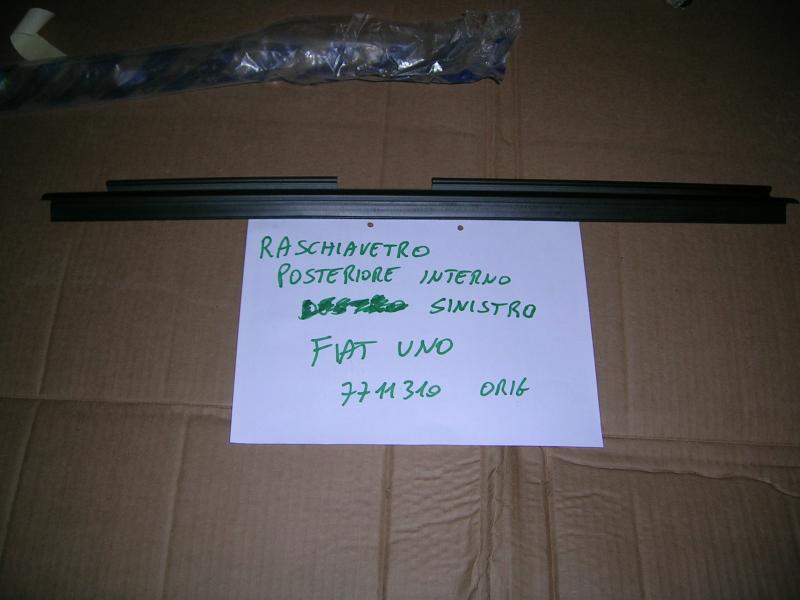 RASCHIAVETRO
POSTERIORE INTERNO
SINISTRO
FIAT UNO
7711310 ORIG